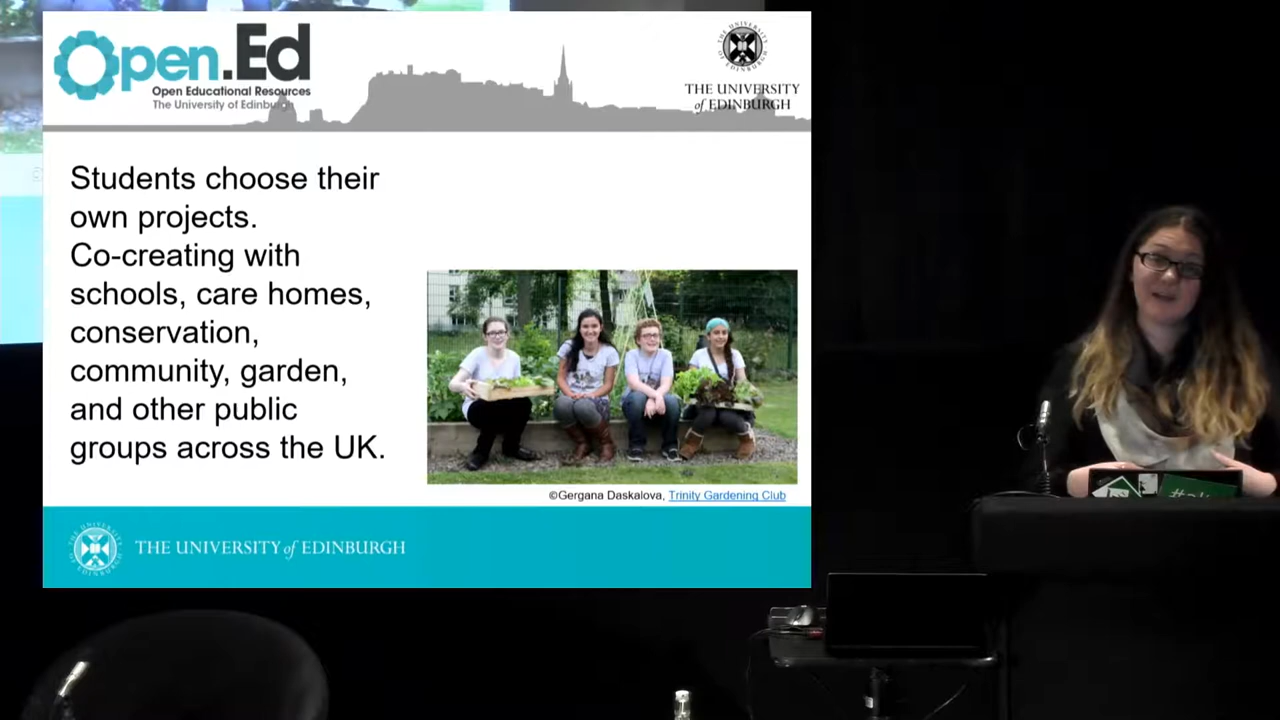 Open.Ed
Open Educational Resources
The University of Edinburgh
THE UNIVERSITY
of EDINBURGH
Students choose their
own projects.
Co-creating with
schools, care homes,
conservation,
community, garden,
and other public
groups across the UK.
©Gergana Daskalova, Trinity Gardening Club
THE UNIVERSITY of EDINBURGH